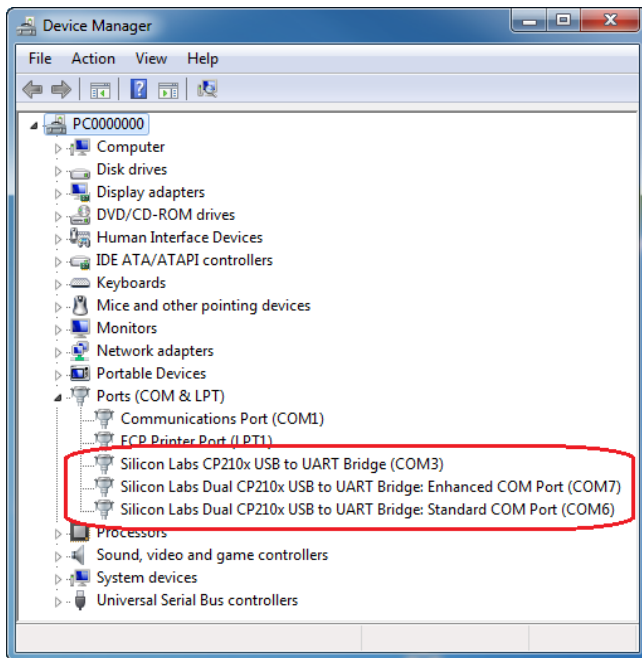 Device Manager
File Action View Help
PC0000000
Computer
Disk drives
Display adapters
DVD/CD-ROM drives
Human Interface Devices
IDE ATA/ATAPI controllers
Keyboards
Mice and other pointing devices
Monitors
Network adapters
Portable Devices
Ports (COM & LPT)
Communications Port (COM1)
ECP Printer Port (LPT1)
Silicon Labs CP210x USB to UART Bridge (COM3)
Silicon Labs Dual CP210x USB to UART Bridge: Enhanced COM Port (COM7)
Silicon Labs Dual CP210x USB to UART Bridge: Standard COM Port (COM6)
Processors
Sound, video and game controllers
System devices
Universal Serial Bus controllers